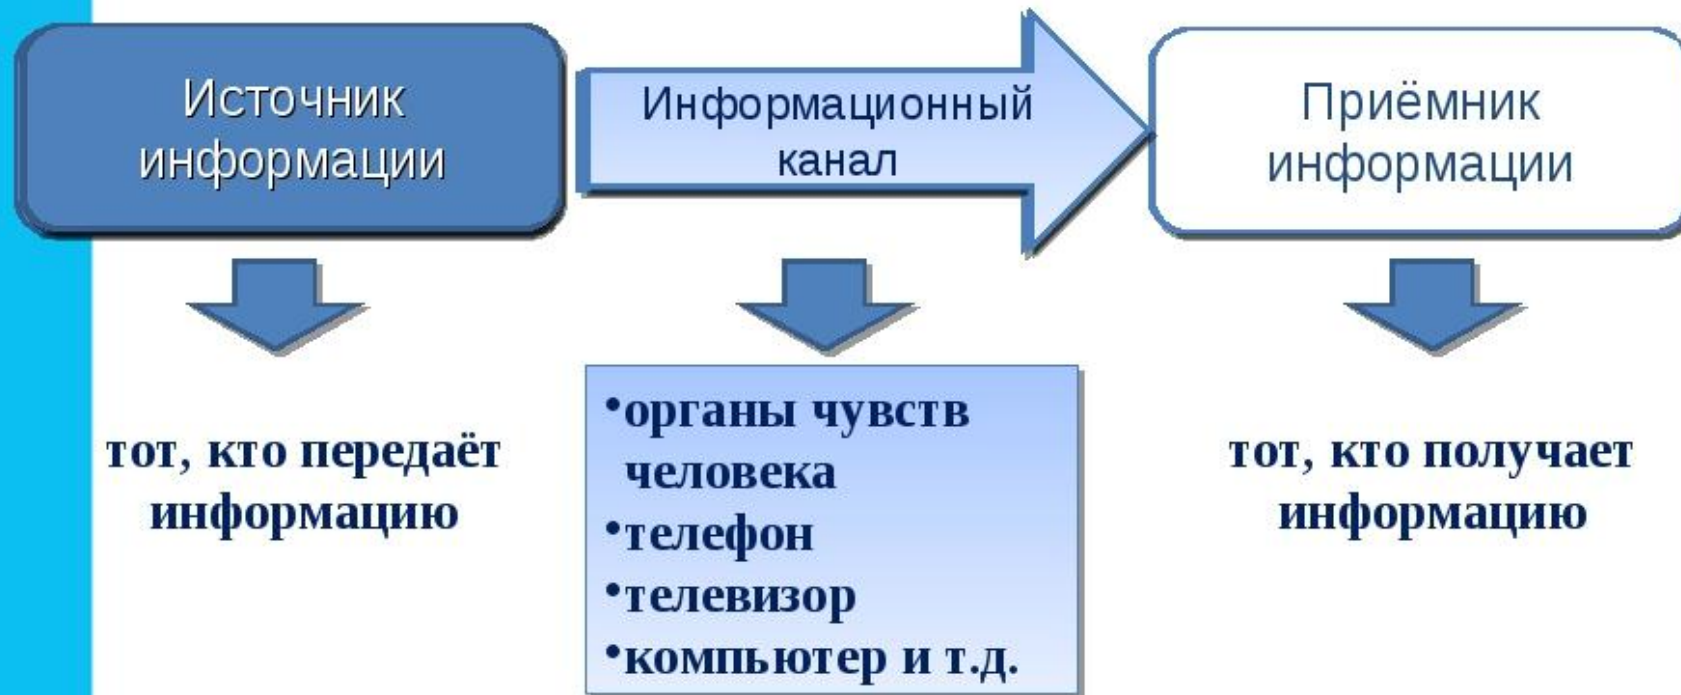 Источник
информации
Информационный
канал
Приёмник
информации
тот, кто передаёт
информацию
•органы чувств
человека
•телефон
•телевизор
•компьютер и т.д.
тот, кто получает
информацию